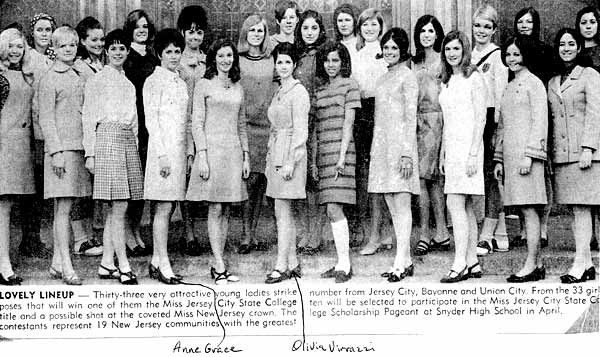 LOVELY LINEUP — Thirty-three very attractive young ladies strike
poses that will win one of them the Miss Jersey City State College
title and a possible shot at the coveted Miss New Jersey crown. The
contestants represent 19 New Jersey communities with the greatest
number from Jersey City, Bayonne and Union City. From the 33 girl
ten will be selected to participate in the Miss Jersey City State Co
lege Scholarship Pageant at Snyder High School in April.
Anne Grace
Olivia Virrazzi